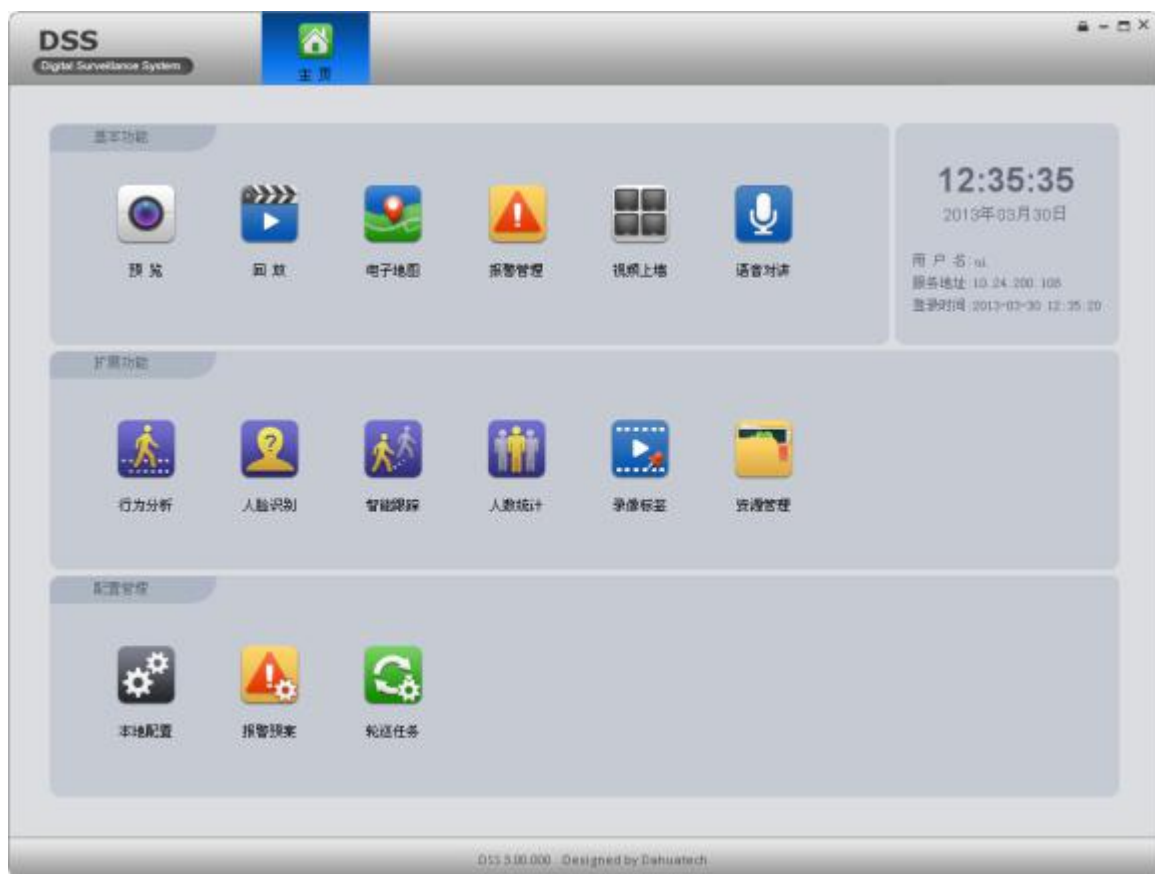 DSS
Digital Surveillance System
主 页
基本功能
预 览
回 放
电子地图
报警管理
视频上墙
语音对讲
12:35:35
2013年03月30日
用 户 名:
服务地址:10.24.200.108
登录时间:2013-03-30 12:35:20
扩展功能
行为分析
人脸识别
智能跟踪
人数统计
录像标签
资源管理
配置管理
本地配置
报警预案
轮巡任务
DSS 3.00.000 Designed by Dahuatech